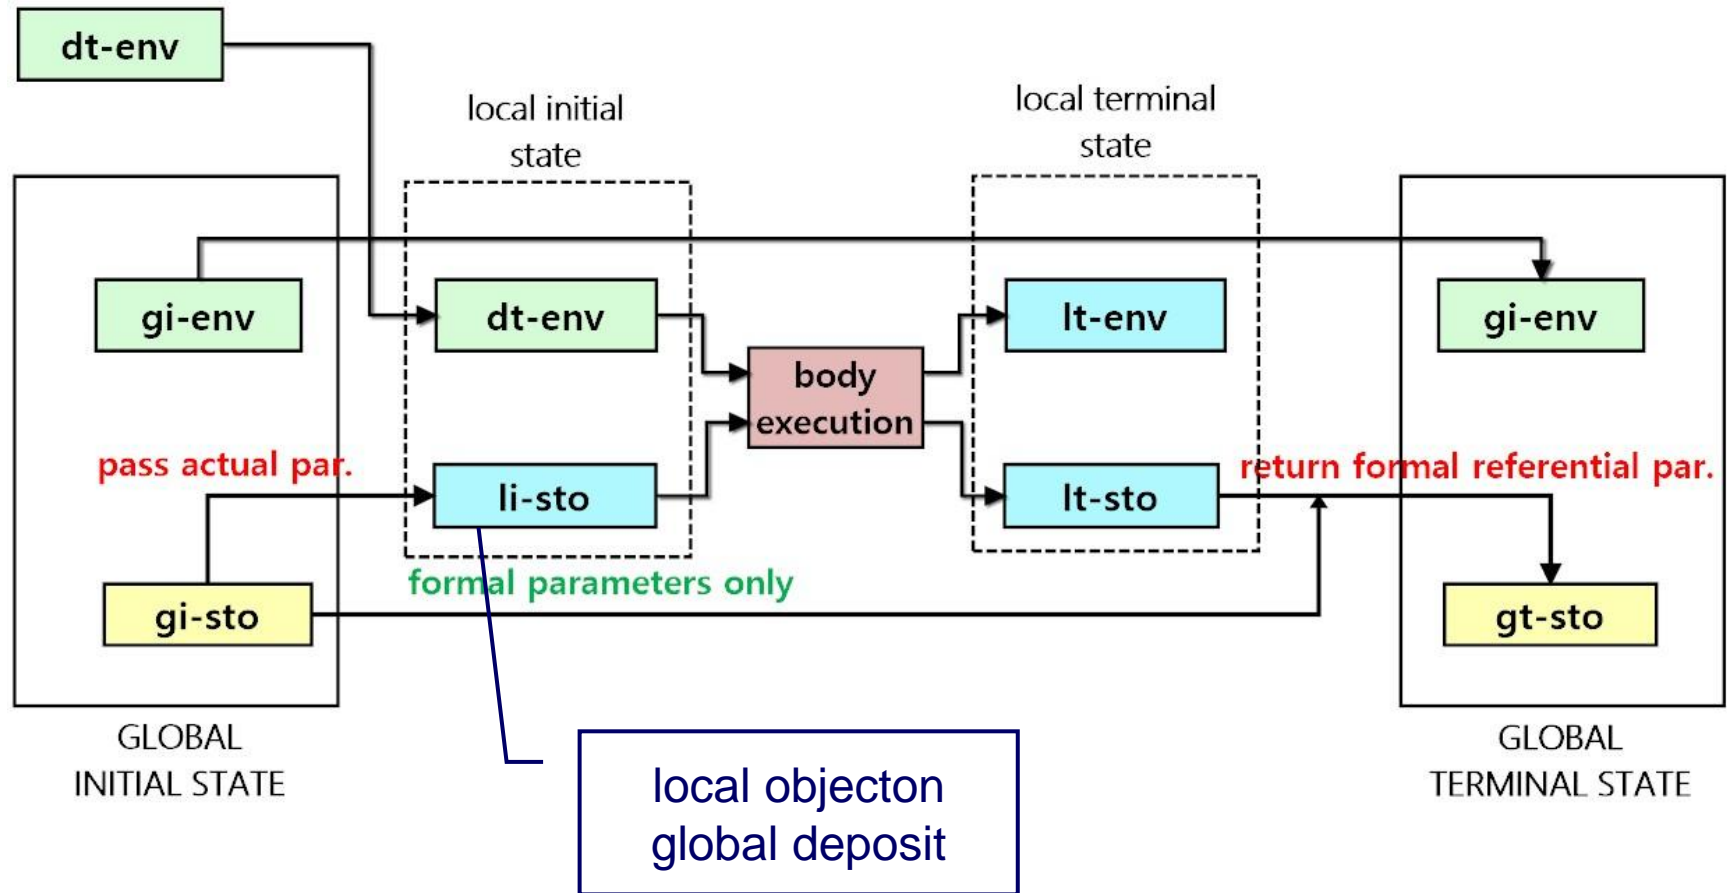 dt-env
local initial
state
local terminal
state
gi-env
dt-env
lt-env
gi-env
body
execution
pass actual par.
li-sto
lt-sto
return formal referential par.
formal parameters only
gi-sto
gt-sto
GLOBAL
INITIAL STATE
GLOBAL
TERMINAL STATE
local objecton
global deposit